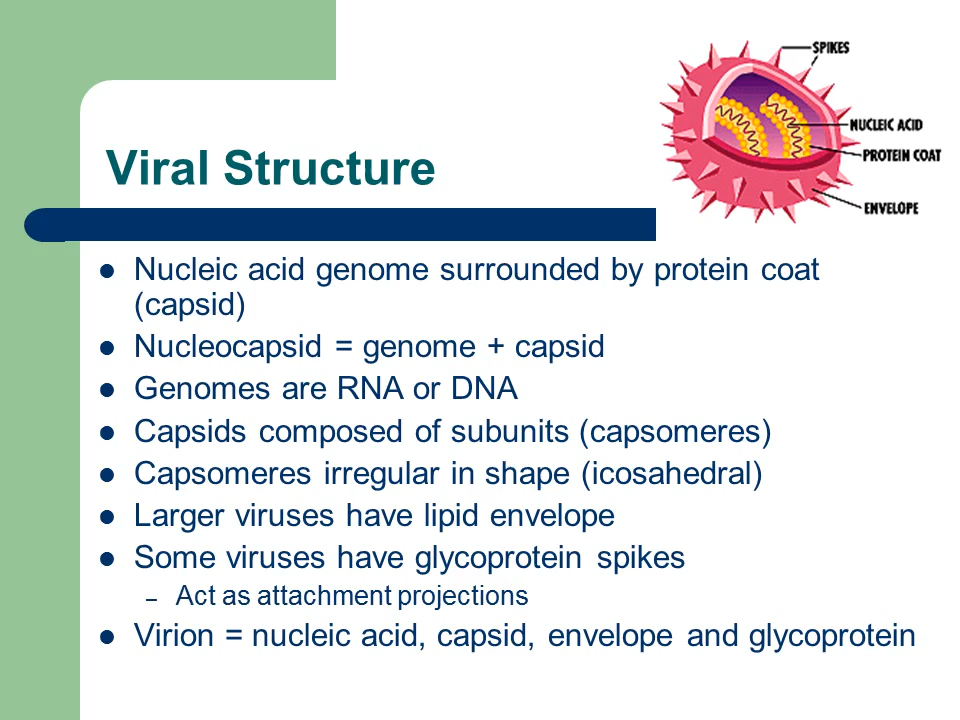 SPIKES
NUCLEIC ACID
PROTEIN COAT
ENVELOPE
Viral Structure
Nucleic acid genome surrounded by protein coat
(capsid)
Nucleocapsid = genome + capsid
Genomes are RNA or DNA
Capsids composed of subunits (capsomeres)
Capsomeres irregular in shape (icosahedral)
Larger viruses have lipid envelope
Some viruses have glycoprotein spikes
– Act as attachment projections
Virion = nucleic acid, capsid, envelope and glycoprotein